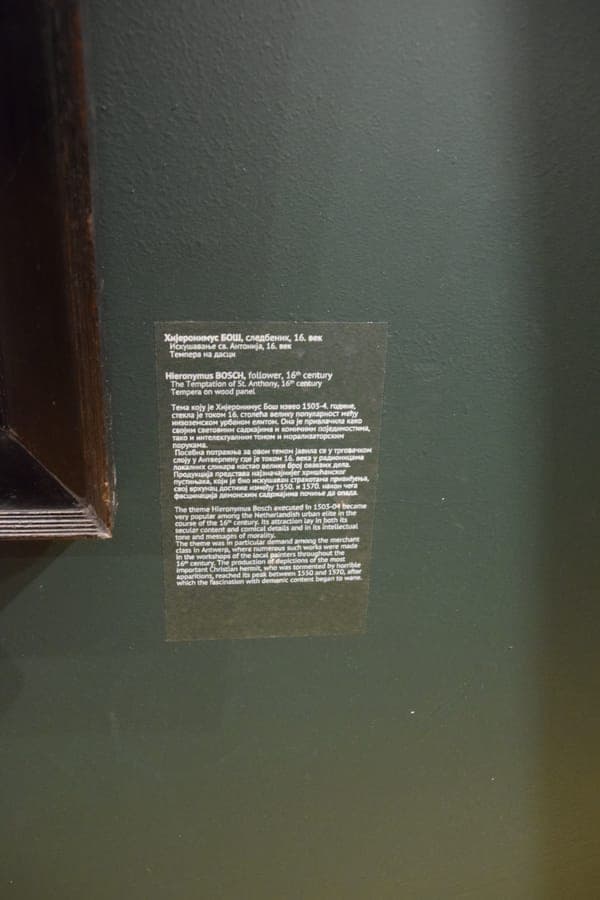 Хијеронимус БОШ, следбеник, 16. век
Искушавање св. Антонија, 16. век
Темпера на дасци
Hieronymus BOSCH, follower, 16th century
The Temptation of St. Anthony, 16th century
Tempera on wood panel
Тема коју је Хијеронимус Бош извео 1503-4. године,
стекла је током 16. столећа велику популарност међу
низоземском урбаном елитом. Она је привлачила како
својим световним садржајима и комичним појединостима,
тако и интелектуалним тоном и морализаторским
порукама.
Посебна потражња за овом темом јавила се у трговачком
слоју у Антверпену где је током 16. века у радионицама
локалних сликара настао велики број оваквих дела.
Продукција представа најзначајнијег хришћанског
пустињака, који је био искушаван страхотама привиђења,
свој врхунац достиже између 1550. и 1570. након чега
фасцинација демонским садржајима почиње да опада.
The theme Hieronymus Bosch executed in 1503-04 became
very popular among the Netherlandish urban elite in the
course of the 16th century. Its attraction lay in both its
secular content and comical details and in its intellectual
tone and messages of morality.
The theme was in particular demand among the merchant
class in Antwerp, where numerous such works were made
in the workshops of the local painters throughout the
16th century. The production of depictions of the most
important Christian hermit, who was tormented by horrible
apparitions, reached its peak between 1550 and 1570, after
which the fascination with demonic content began to wane.